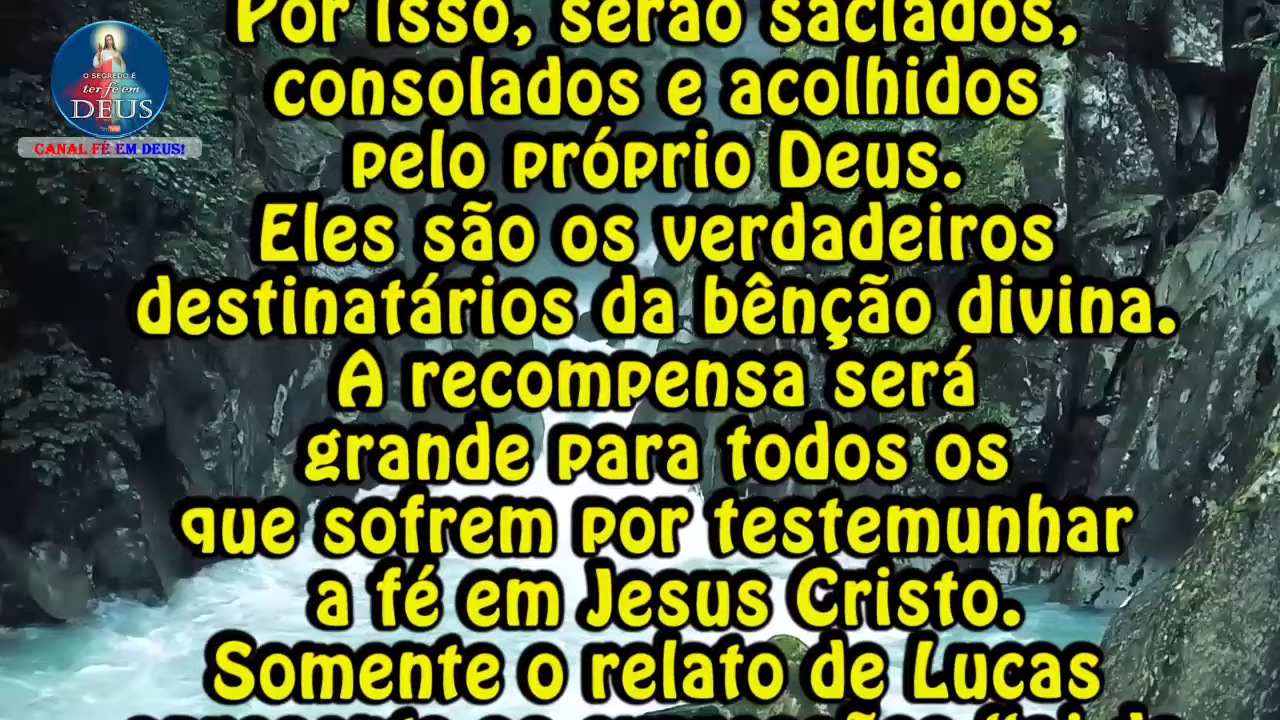 O SEGREDO É
ter fé em
DEUS
CANAL FÉ EM DEUS!
Por isso, serão saciados,
consolados e acolhidos
pelo próprio Deus.
Eles são os verdadeiros
destinatários da bênção divina.
A recompensa será
grande para todos os
que sofrem por testemunhar
a fé em Jesus Cristo.
Somente o relato de Lucas